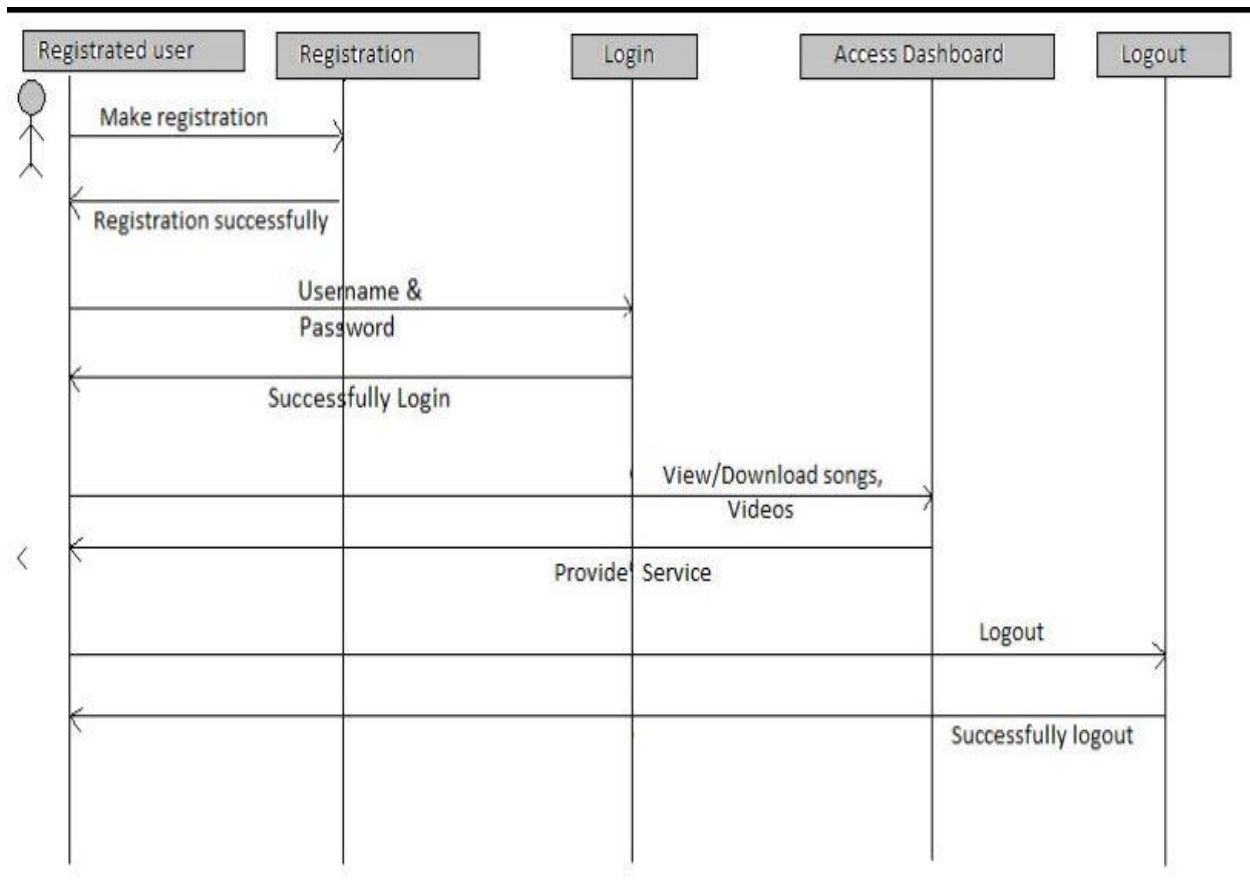 Registrated user
Registration
Login
Access Dashboard
Logout
Make registration
Registration successfully
Username &
Password
Successfully Login
View/Download songs,
Videos
Provide' Service
Logout
Successfully logout